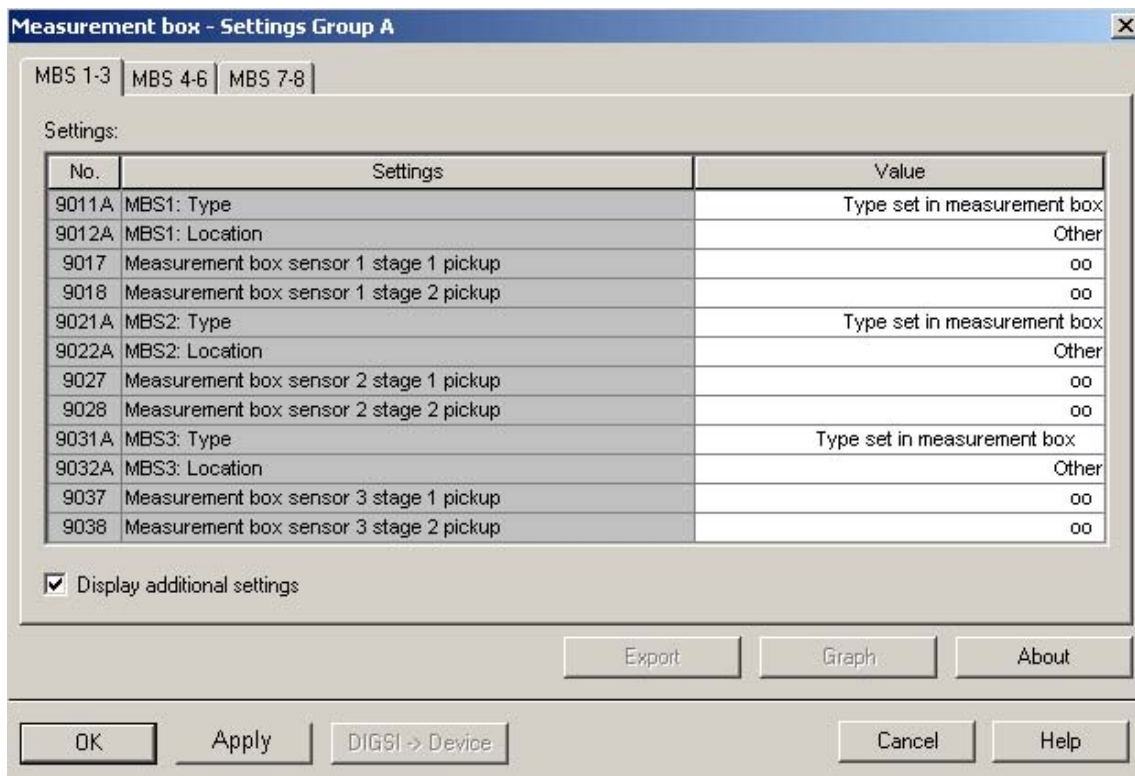 Measurement box - Settings Group A
MBS 1-3 MBS 4-6 MBS 7-8
Settings:
No. Settings Value
9011A MBS1: Type Type set in measurement box
9012A MBS1: Location Other
9017 Measurement box sensor 1 stage 1 pickup oo
9018 Measurement box sensor 1 stage 2 pickup oo
9021A MBS2: Type Type set in measurement box
9022A MBS2: Location Other
9027 Measurement box sensor 2 stage 1 pickup oo
9028 Measurement box sensor 2 stage 2 pickup oo
9031A MBS3: Type Type set in measurement box
9032A MBS3: Location Other
9037 Measurement box sensor 3 stage 1 pickup oo
9038 Measurement box sensor 3 stage 2 pickup oo
Display additional settings
Export Graph About
OK Apply DIGSI -> Device Cancel Help